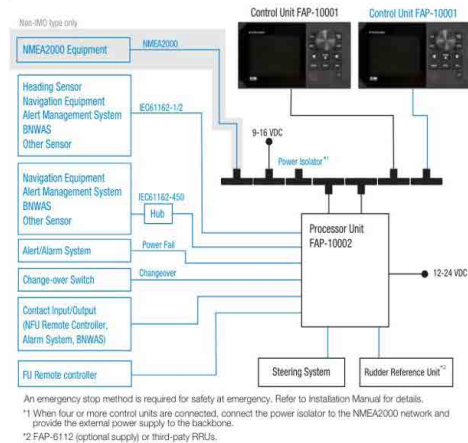 Control Unit FAP-10001
Control Unit FAP-10001
Non-IMO type only
NMEA2000 Equipment
NMEA2000
Heading Sensor
Navigation Equipment
Alert Management System
BNWAS
Other Sensor
IEC61162-1/2
9-16 VDC
Power Isolator*1
Navigation Equipment
Alert Management System
BNWAS
Other Sensor
IEC61162-450
Hub
Processor Unit
FAP-10002
Alert/Alarm System
Power Fail
Change-over Switch
Changeover
12-24 VDC
Contact Input/Output
(NFU Remote Controller,
Alarm System, BNWAS)
FU Remote controller
Steering System
Rudder Reference Unit*2
An emergency stop method is required for safety at emergency. Refer to Installation Manual for details.
*1 When four or more control units are connected, connect the power isolator to the NMEA2000 network and
provide the external power supply to the backbone.
*2 FAP-6112 (optional supply) or third-paty RRUs.